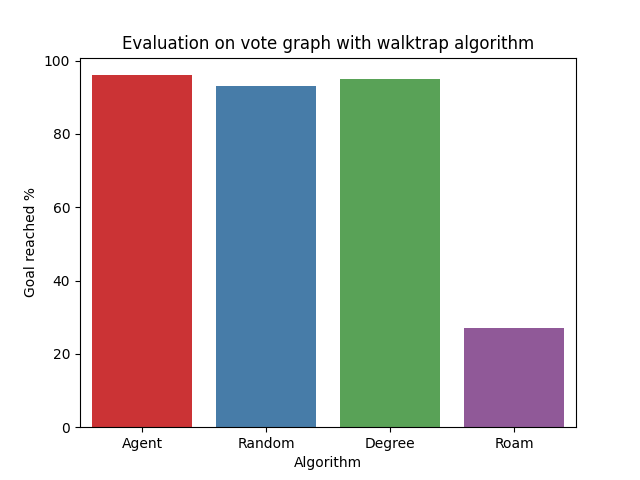 Evaluation on vote graph with walktrap algorithm
100
80
60
40
20
0
Goal reached %
Agent Random Degree Roam
Algorithm